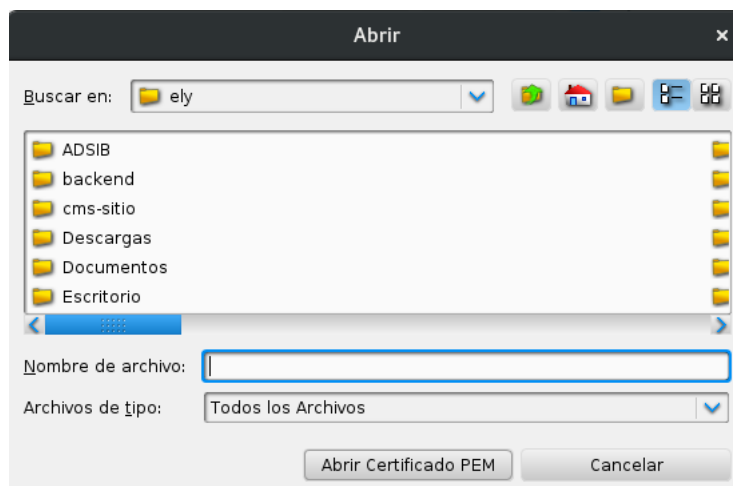 Abrir
Buscar en: ely
ADSIB
backend
cms-sitio
Descargas
Documentos
Escritorio
Nombre de archivo:
Archivos de tipo: Todos los Archivos
Abrir Certificado PEM Cancelar